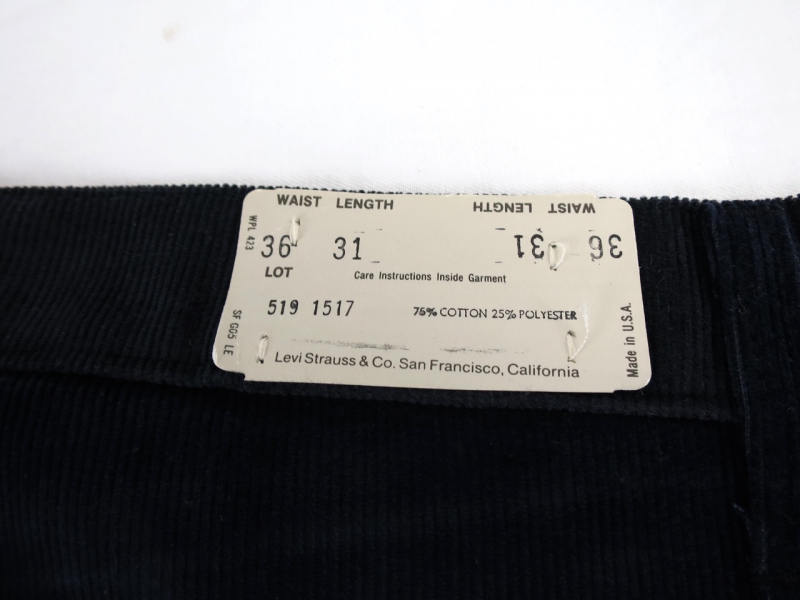 WAIST LENGTH
36 31
WAIST LENGTH
36 31
LOT
Care Instructions Inside Garment
519 1517
75% COTTON 25% POLYESTER
Levi Strauss & Co. San Francisco, California
WPL 423
SF G05 LE
Made in U.S.A.